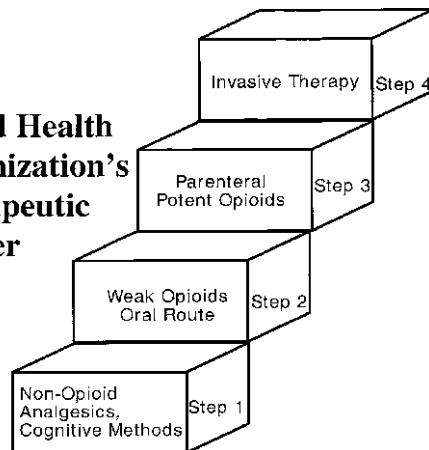 d Health
nization's
peutic
er
Invasive Therapy
Step 4
Parenteral
Potent Opioids
Step 3
Weak Opioids
Oral Route
Step 2
Non-Opioid
Analgesics,
Cognitive Methods
Step 1